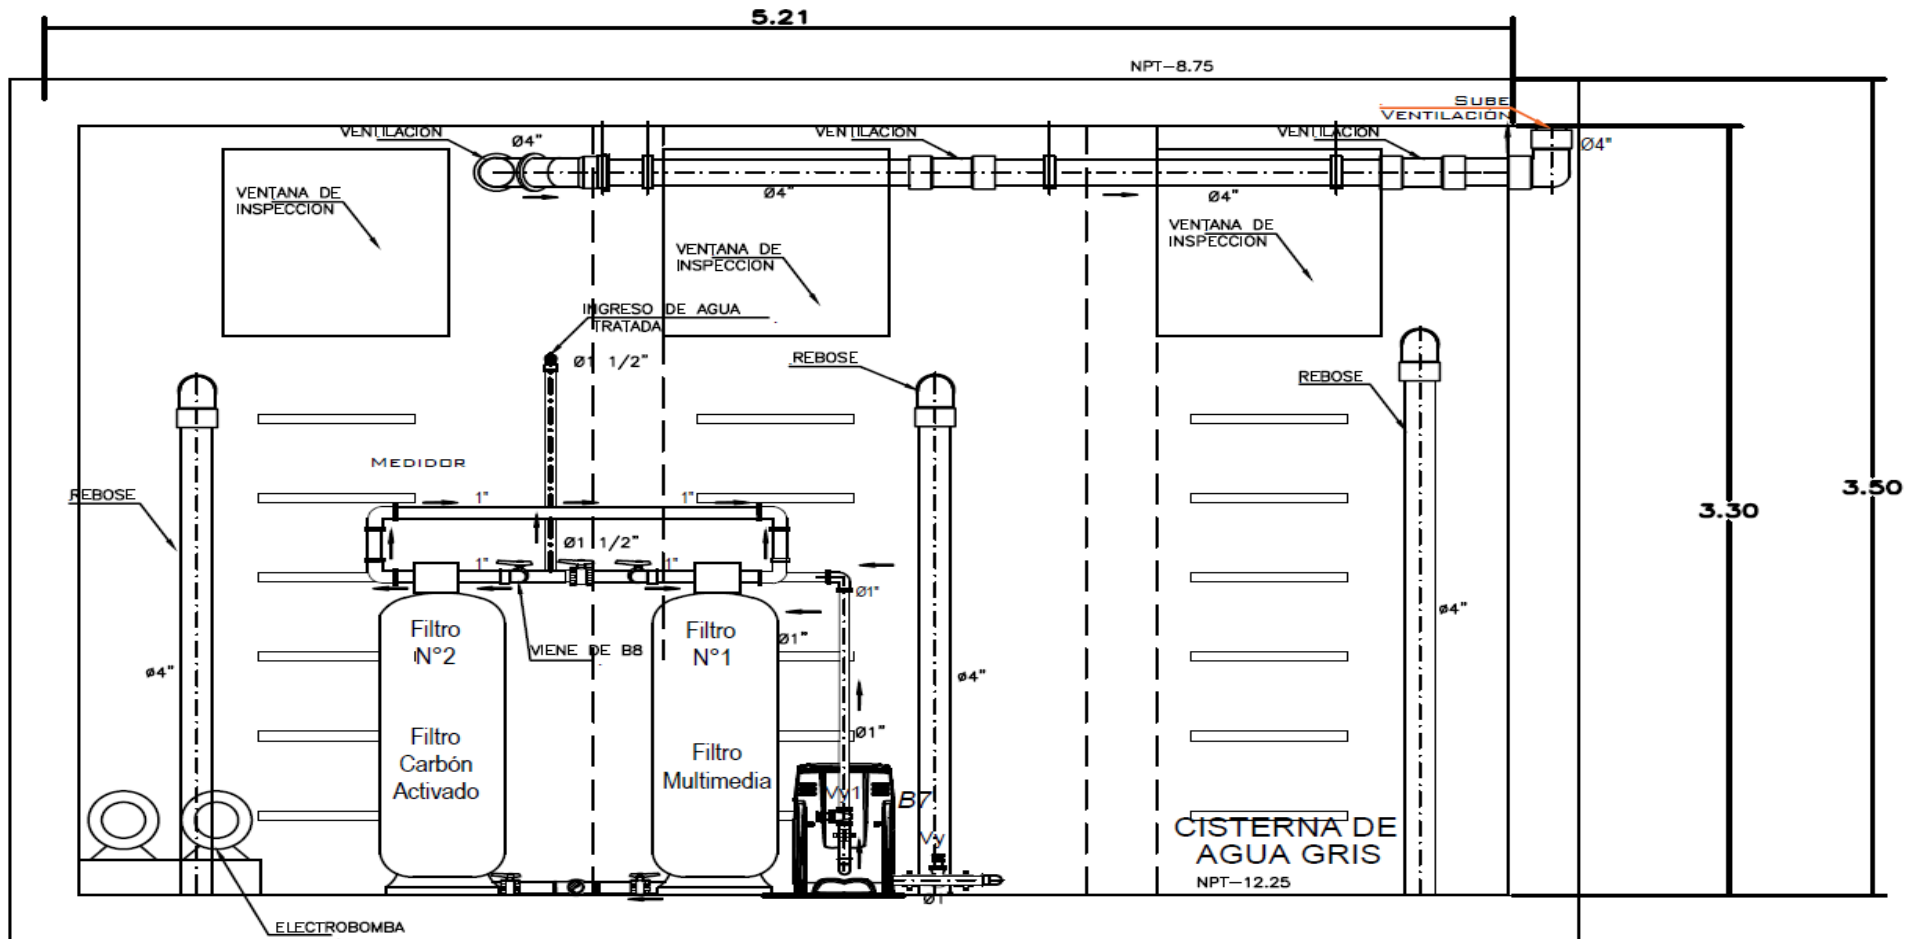 5.21
NPT-8.75
SUBE
VENTILACIÓN
VENTILACION
Ø4"
VENTILACION
VENTILACION
Ø4"
Ø4"
Ø4"
VENTANA DE
INSPECCION
VENTANA DE
INSPECCION
VENTANA DE
INSPECCION
INGRESO DE AGUA
TRATADA
Ø1 1/2"
REBOSE
REBOSE
MEDIDOR
REBOSE
1"
1"
3.50
3.30
Ø1 1/2"
1"
1"
Ø1"
Ø1"
Ø4"
Filtro
N°2
Filtro
N°1
VIENE DE B8
Ø4"
Ø4"
Ø1"
Filtro
Carbón
Activado
Filtro
Multimedia
Vy1
B7
Vy
CISTERNA DE
AGUA GRIS
NPT-12.25
Ø1
ELECTROBOMBA